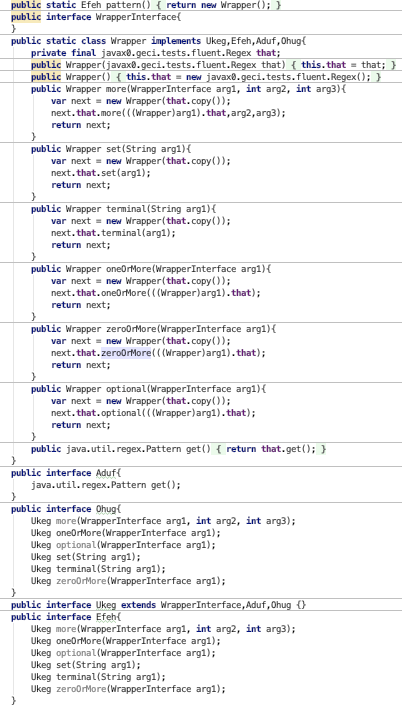 public static Efeh pattern() { return new Wrapper(); }
public interface WrapperInterface{
}
public static class Wrapper implements Ukeg,Efeh,Aduf,Ohug{
private final javax0.geci.tests.fluent.Regex that;
public Wrapper(javax0.geci.tests.fluent.Regex that) { this.that = that; }
public Wrapper() { this.that = new javax0.geci.tests.fluent.Regex(); }
public Wrapper more(WrapperInterface arg1, int arg2, int arg3){
var next = new Wrapper(that.copy());
next.that.more(((Wrapper)arg1).that,arg2,arg3);
return next;
}
public Wrapper set(String arg1){
var next = new Wrapper(that.copy());
next.that.set(arg1);
return next;
}
public Wrapper terminal(String arg1){
var next = new Wrapper(that.copy());
next.that.terminal(arg1);
return next;
}
public Wrapper oneOrMore(WrapperInterface arg1){
var next = new Wrapper(that.copy());
next.that.oneOrMore(((Wrapper)arg1).that);
return next;
}
public Wrapper zeroOrMore(WrapperInterface arg1){
var next = new Wrapper(that.copy());
next.that.zeroOrMore(((Wrapper)arg1).that);
return next;
}
public Wrapper optional(WrapperInterface arg1){
var next = new Wrapper(that.copy());
next.that.optional(((Wrapper)arg1).that);
return next;
}
public java.util.regex.Pattern get() { return that.get(); }
}
public interface Aduf{
java.util.regex.Pattern get();
}
public interface Ohug{
Ukeg more(WrapperInterface arg1, int arg2, int arg3);
Ukeg oneOrMore(WrapperInterface arg1);
Ukeg optional(WrapperInterface arg1);
Ukeg set(String arg1);
Ukeg terminal(String arg1);
Ukeg zeroOrMore(WrapperInterface arg1);
}
public interface Ukeg extends WrapperInterface,Aduf,Ohug {}
public interface Efeh{
Ukeg more(WrapperInterface arg1, int arg2, int arg3);
Ukeg oneOrMore(WrapperInterface arg1);
Ukeg optional(WrapperInterface arg1);
Ukeg set(String arg1);
Ukeg terminal(String arg1);
Ukeg zeroOrMore(WrapperInterface arg1);
}